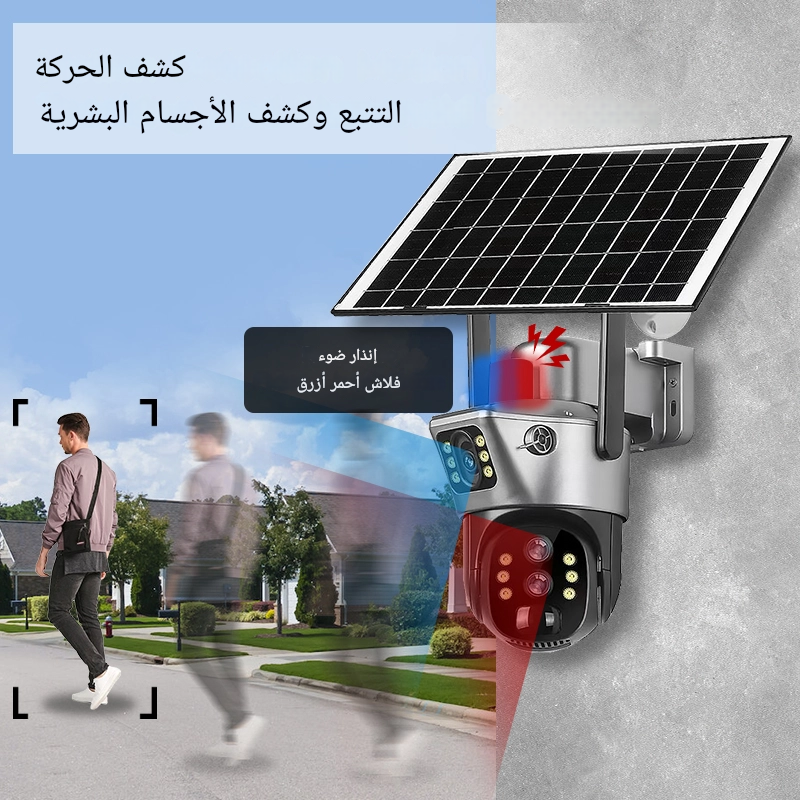 كشف الحركة
التتبع وكشف الأجسام البشرية
إنذار ضوء
فلاش أحمر أزرق